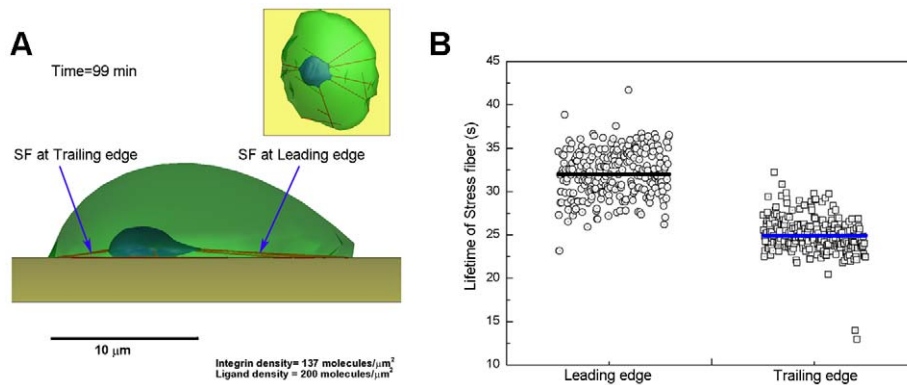 A
Time=99 min
SF at Trailing edge
SF at Leading edge
10 μm
Integrin density= 137 molecules/μm²
Ligand density = 200 molecules/μm²
B
Lifetime of Stress fiber (s)
45
40
35
30
25
20
15
10
Leading edge
Trailing edge